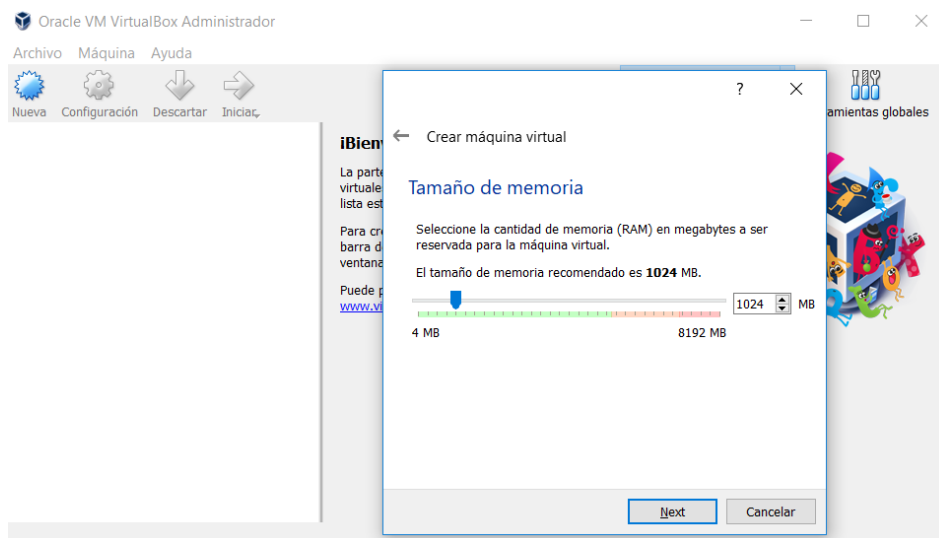 Oracle VM VirtualBox Administrador
Archivo Máquina Ayuda
Nueva Configuración Descartar Iniciar
amientas globales
¡Bien
La parte
virtuale
lista est
Para cr
barra d
ventana
Puede p
www.vi
?
Crear máquina virtual
Tamaño de memoria
Seleccione la cantidad de memoria (RAM) en megabytes a ser
reservada para la máquina virtual.
El tamaño de memoria recomendado es 1024 MB.
1024 MB
4 MB 8192 MB
Next Cancelar